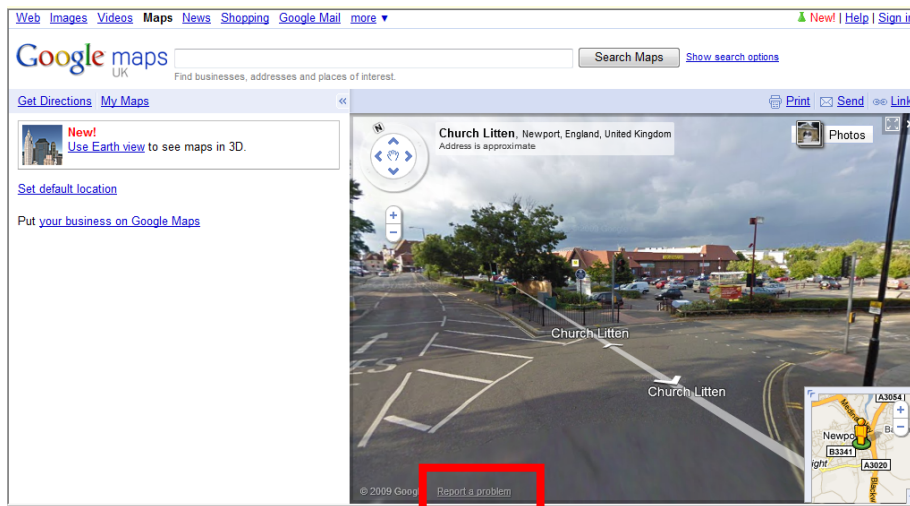 Web Images Videos Maps News Shopping Google Mail more ▼
New! | Help | Sign in
Google maps
UK
Search Maps
Show search options
Find businesses, addresses and places of interest.
Get Directions My Maps
«
Print Send Link
New!
Use Earth view to see maps in 3D.
Set default location
Put your business on Google Maps
N
Church Litten, Newport, England, United Kingdom
Address is approximate
Photos
Church Litten
Church Litten
A3054
B3341
A3020
© 2009 Googl
Report a problem